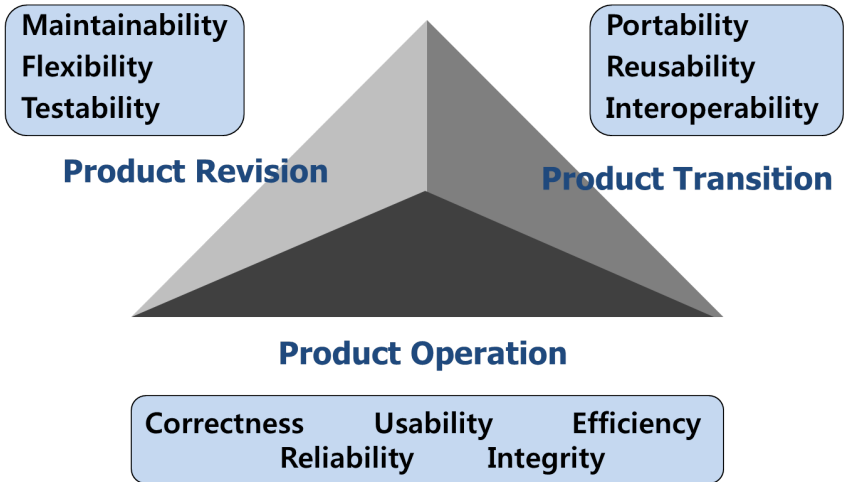 Maintainability
Flexibility
Testability
Portability
Reusability
Interoperability
Product Revision
Product Transition
Product Operation
Correctness Usability Efficiency
Reliability Integrity